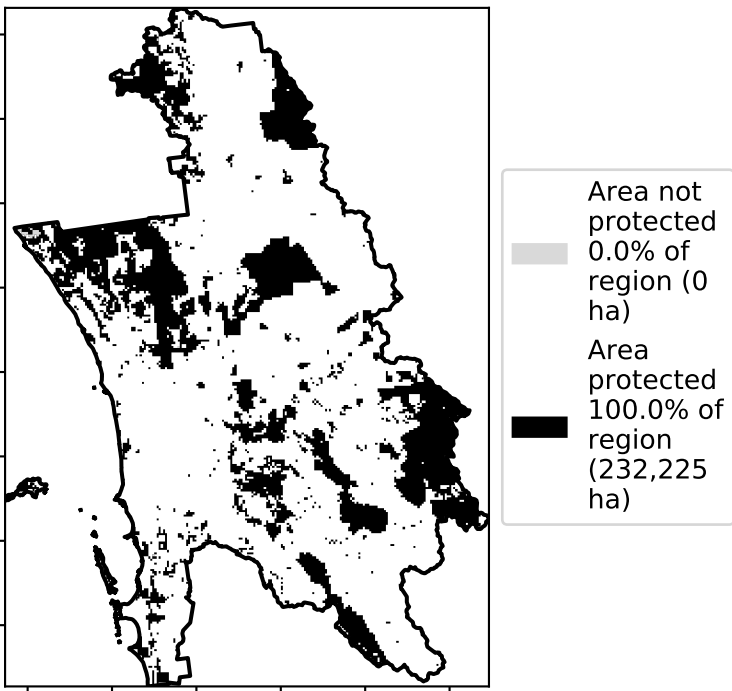 Area not
protected
0.0% of
region (0
ha)
Area
protected
100.0% of
region
(232,225
ha)